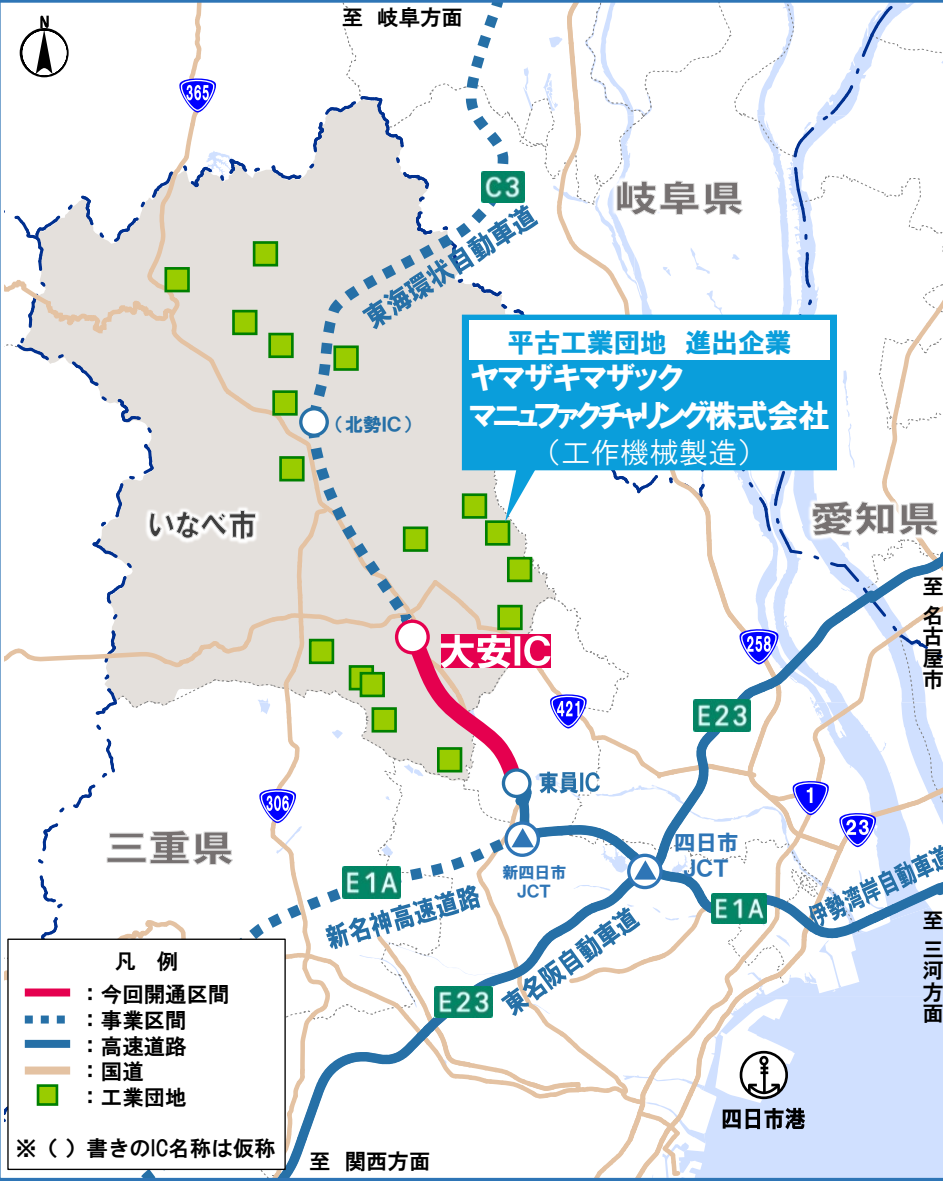 N
至 岐阜方面
365
C3
岐阜県
東海環状自動車道
平古工業団地 進出企業
ヤマザキマザック
マニュファクチャリング株式会社
(工作機械製造)
(北勢IC)
いなべ市
愛知県
至 名古屋市
大安IC
258
421
E23
東員IC
1
306
23
三重県
四日市
JCT
新四日市
JCT
E1A
新名神高速道路
E1A
伊勢湾岸自動車道
至 三河方面
東名阪自動車道
E23
凡 例
:今回開通区間
:事業区間
:高速道路
:国道
:工業団地
※( )書きのIC名称は仮称
四日市港
至 関西方面